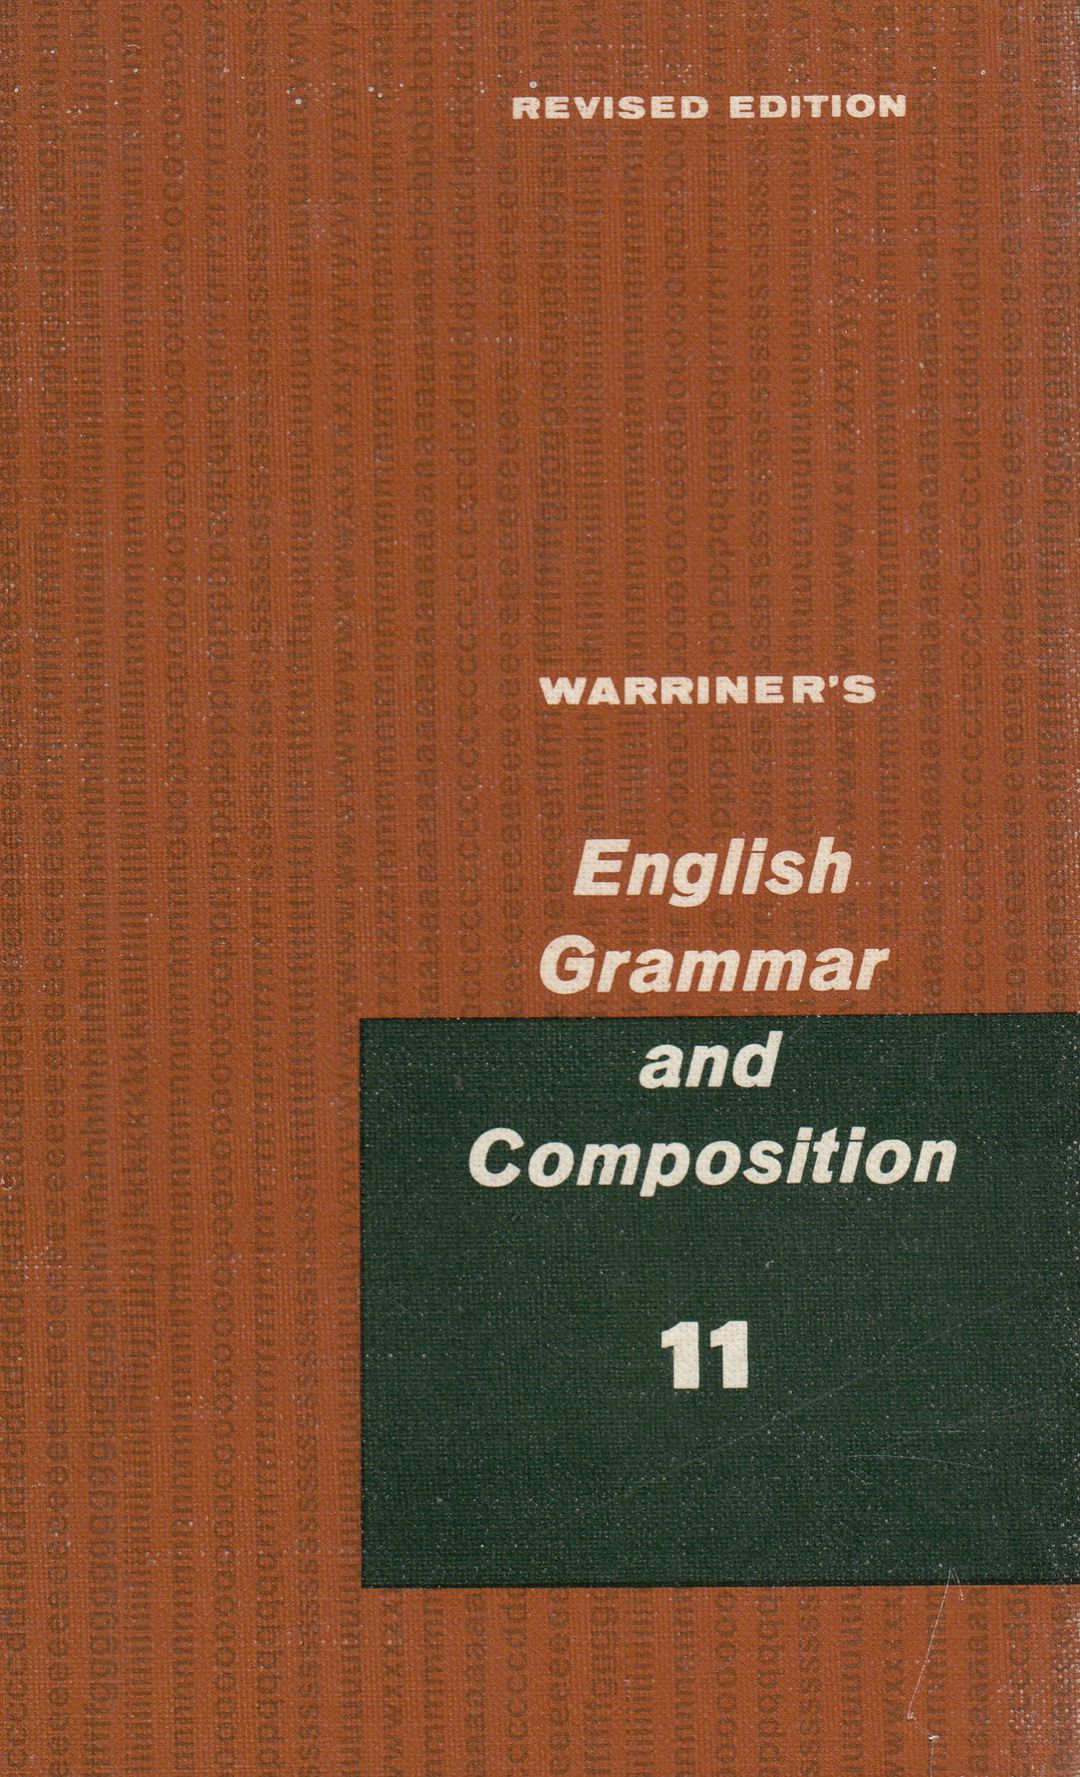 REVISED EDITION
WARRINER'S
English
Grammar
and
Composition
11